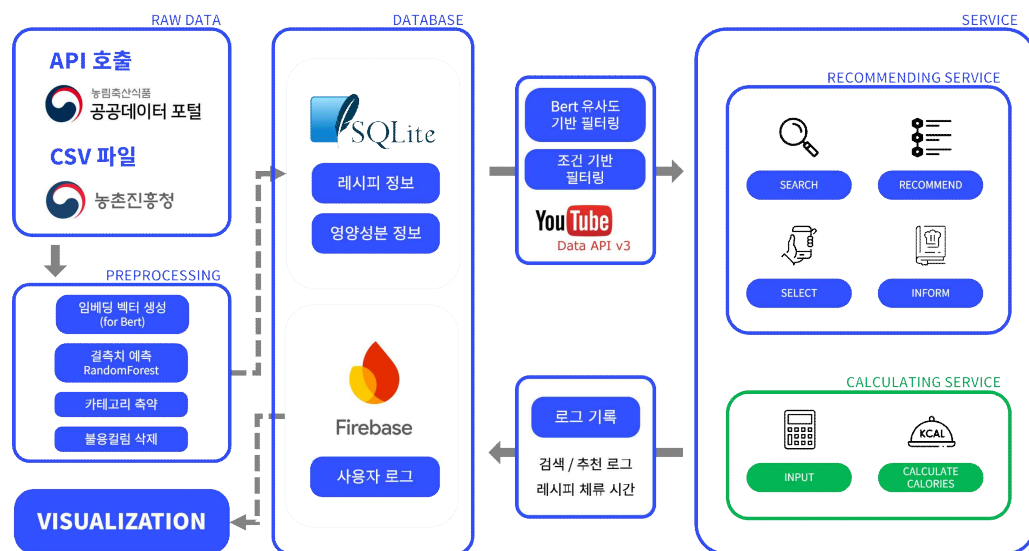 RAW DATA
API 호출
농림축산식품
공공데이터 포털
CSV 파일
농촌진흥청
PREPROCESSING
임베딩 벡터 생성
(for Bert)
결측치 예측
RandomForest
카테고리 축약
불용컬럼 삭제
VISUALIZATION
DATABASE
SQLite
레시피 정보
영양성분 정보
Firebase
사용자 로그
Bert 유사도
기반 필터링
조건 기반
필터링
YouTube
Data API v3
로그 기록
검색 / 추천 로그
레시피 체류 시간
SERVICE
RECOMMENDING SERVICE
SEARCH
RECOMMEND
SELECT
INFORM
CALCULATING SERVICE
KCAL
INPUT
CALCULATE
CALORIES